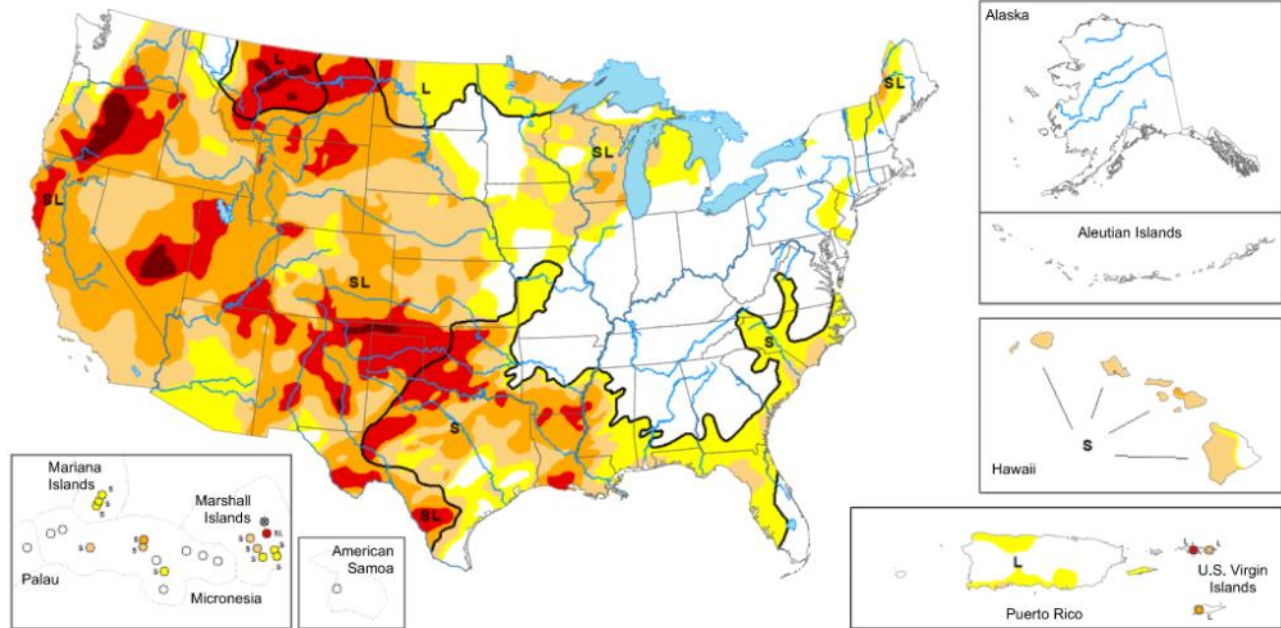 Alaska
Aleutian Islands
L
L
SL
SL
SL
SL
S
S
SL
S
Hawaii
Mariana
Islands
S
S
Marshall
Islands
S
S
S
S
SL
S
S
S
S
Palau
Micronesia
American
Samoa
L
L
L
U.S. Virgin
Islands
L
Puerto Rico